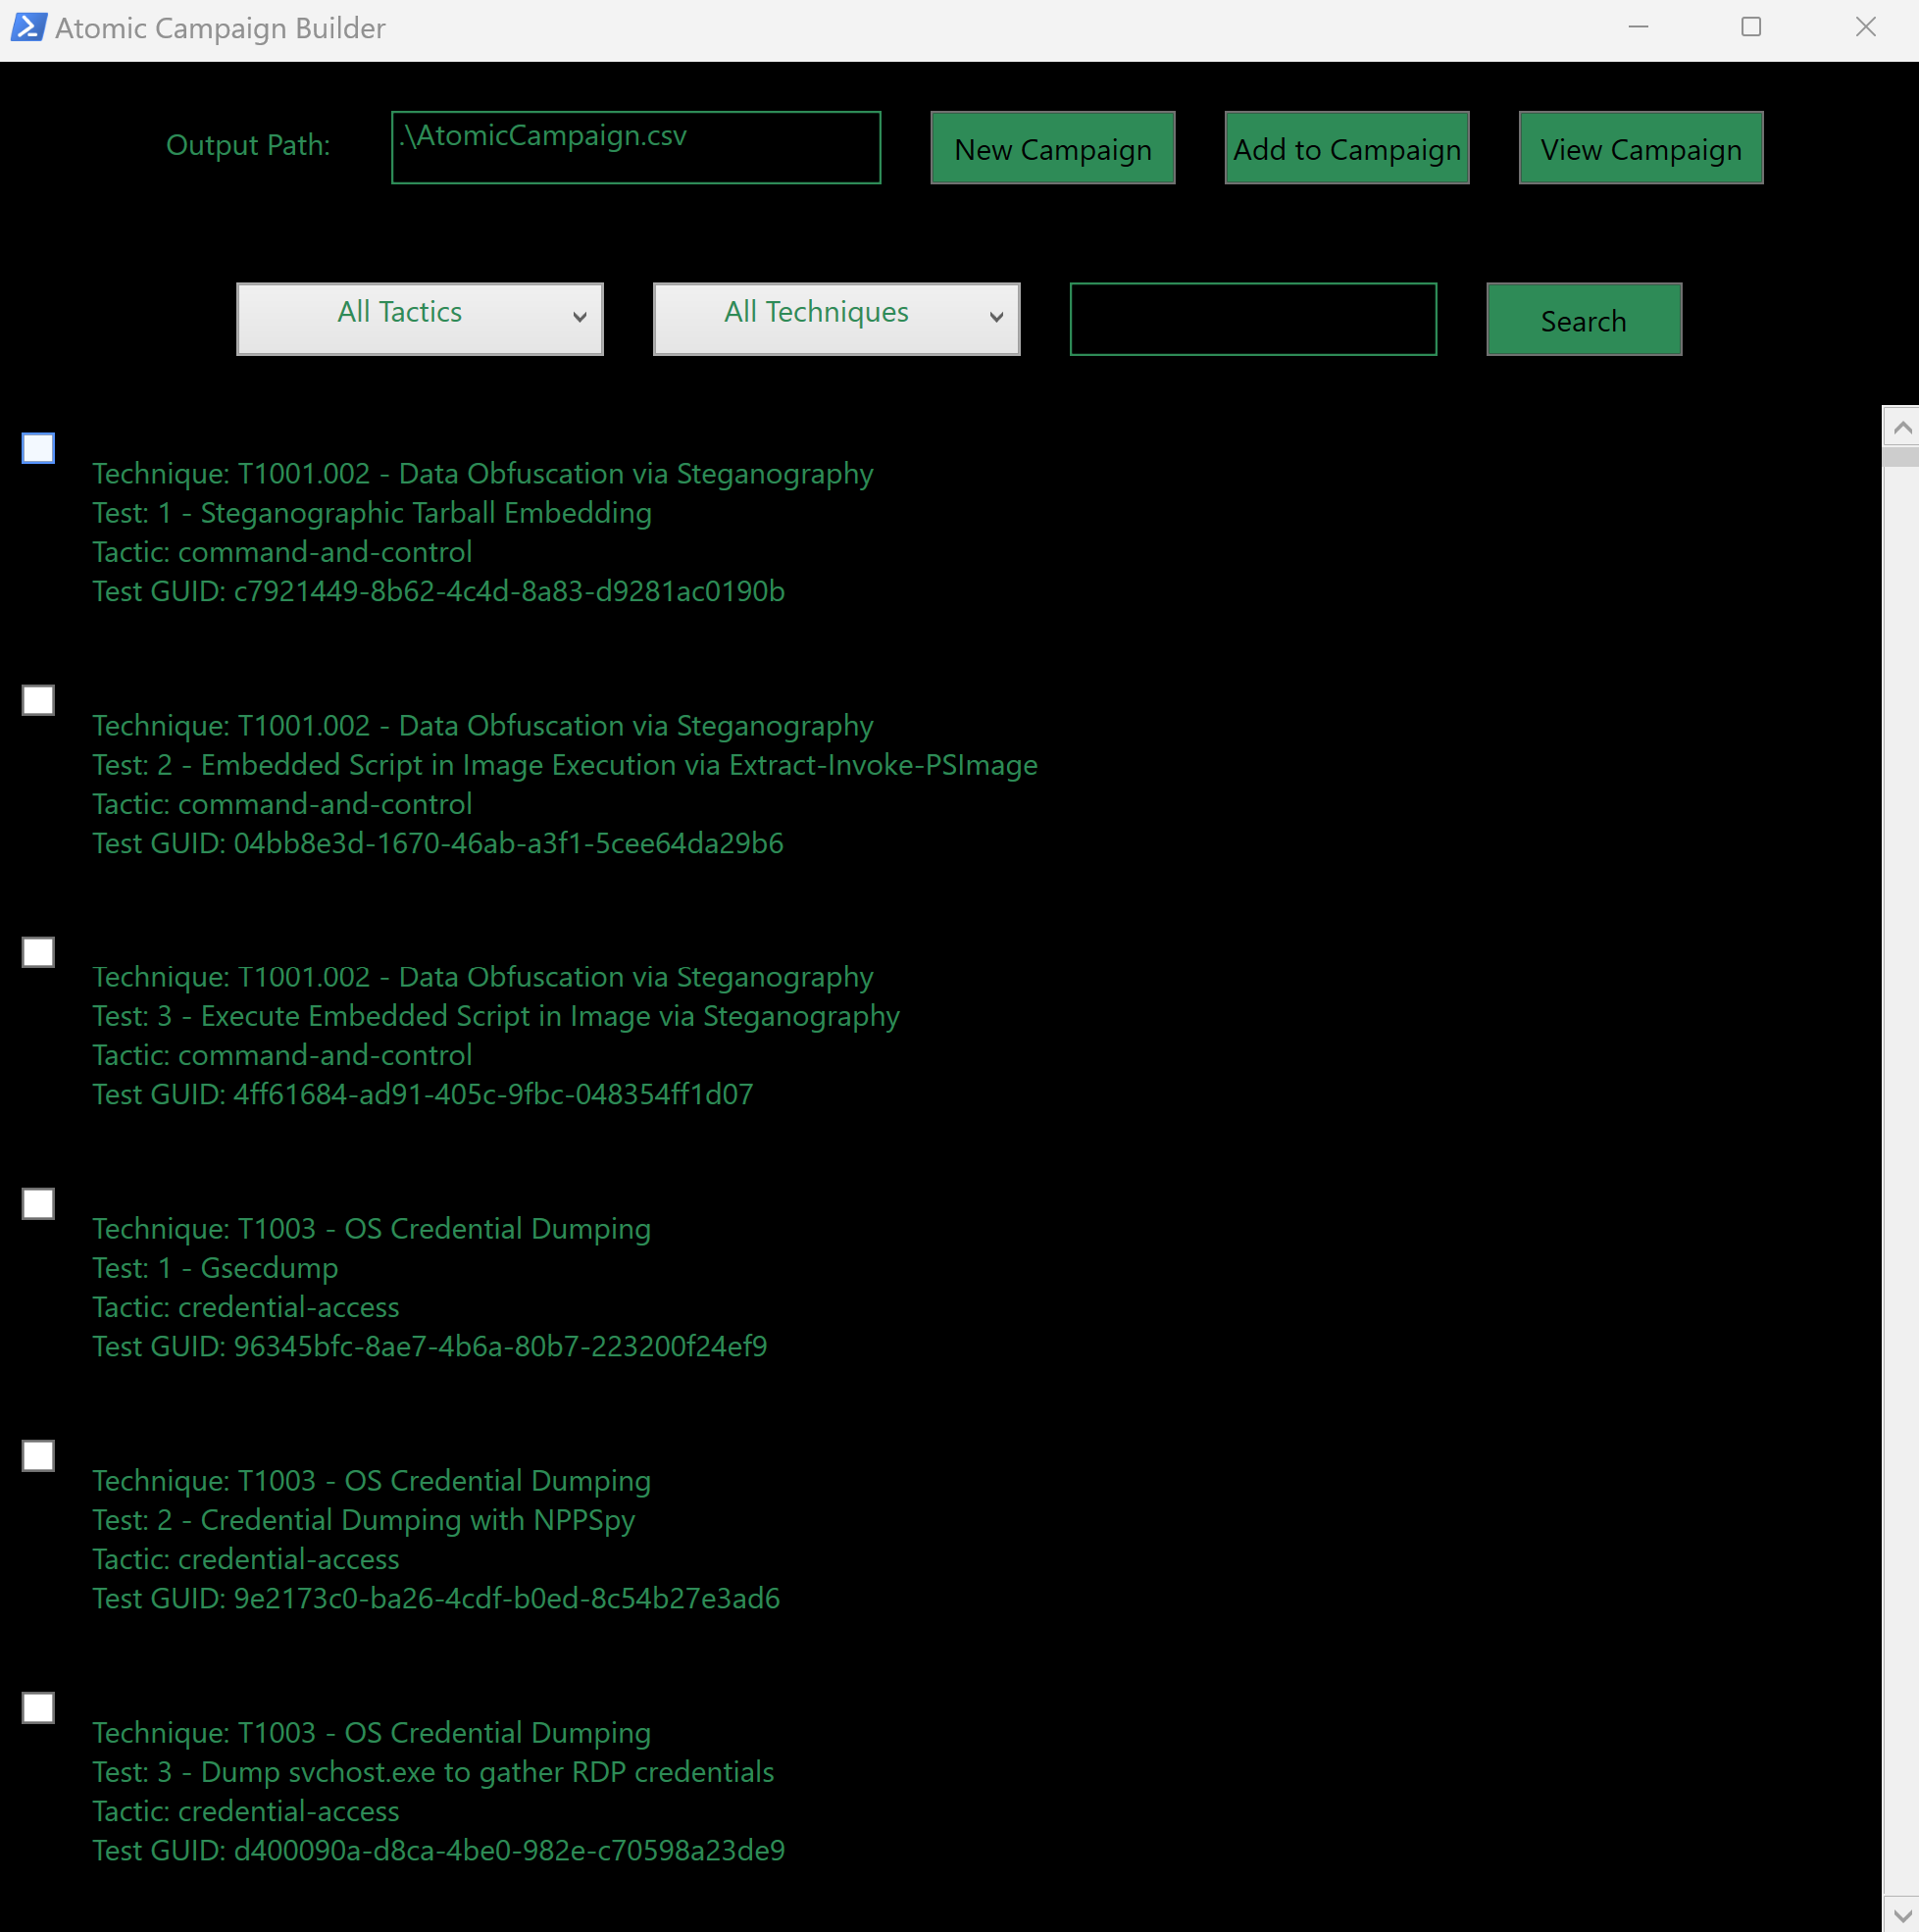 Atomic Campaign Builder
Output Path:
.\AtomicCampaign.csv
New Campaign
Add to Campaign
View Campaign
All Tactics
All Techniques
Search
Technique: T1001.002 - Data Obfuscation via Steganography
Test: 1 - Steganographic Tarball Embedding
Tactic: command-and-control
Test GUID: c7921449-8b62-4c4d-8a83-d9281ac0190b
Technique: T1001.002 - Data Obfuscation via Steganography
Test: 2 - Embedded Script in Image Execution via Extract-Invoke-PSImage
Tactic: command-and-control
Test GUID: 04bb8e3d-1670-46ab-a3f1-5cee64da29b6
Technique: T1001.002 - Data Obfuscation via Steganography
Test: 3 - Execute Embedded Script in Image via Steganography
Tactic: command-and-control
Test GUID: 4ff61684-ad91-405c-9fbc-048354ff1d07
Technique: T1003 - OS Credential Dumping
Test: 1 - Gsecdump
Tactic: credential-access
Test GUID: 96345bfc-8ae7-4b6a-80b7-223200f24ef9
Technique: T1003 - OS Credential Dumping
Test: 2 - Credential Dumping with NPPSpy
Tactic: credential-access
Test GUID: 9e2173c0-ba26-4cdf-b0ed-8c54b27e3ad6
Technique: T1003 - OS Credential Dumping
Test: 3 - Dump svchost.exe to gather RDP credentials
Tactic: credential-access
Test GUID: d400090a-d8ca-4be0-982e-c70598a23de9